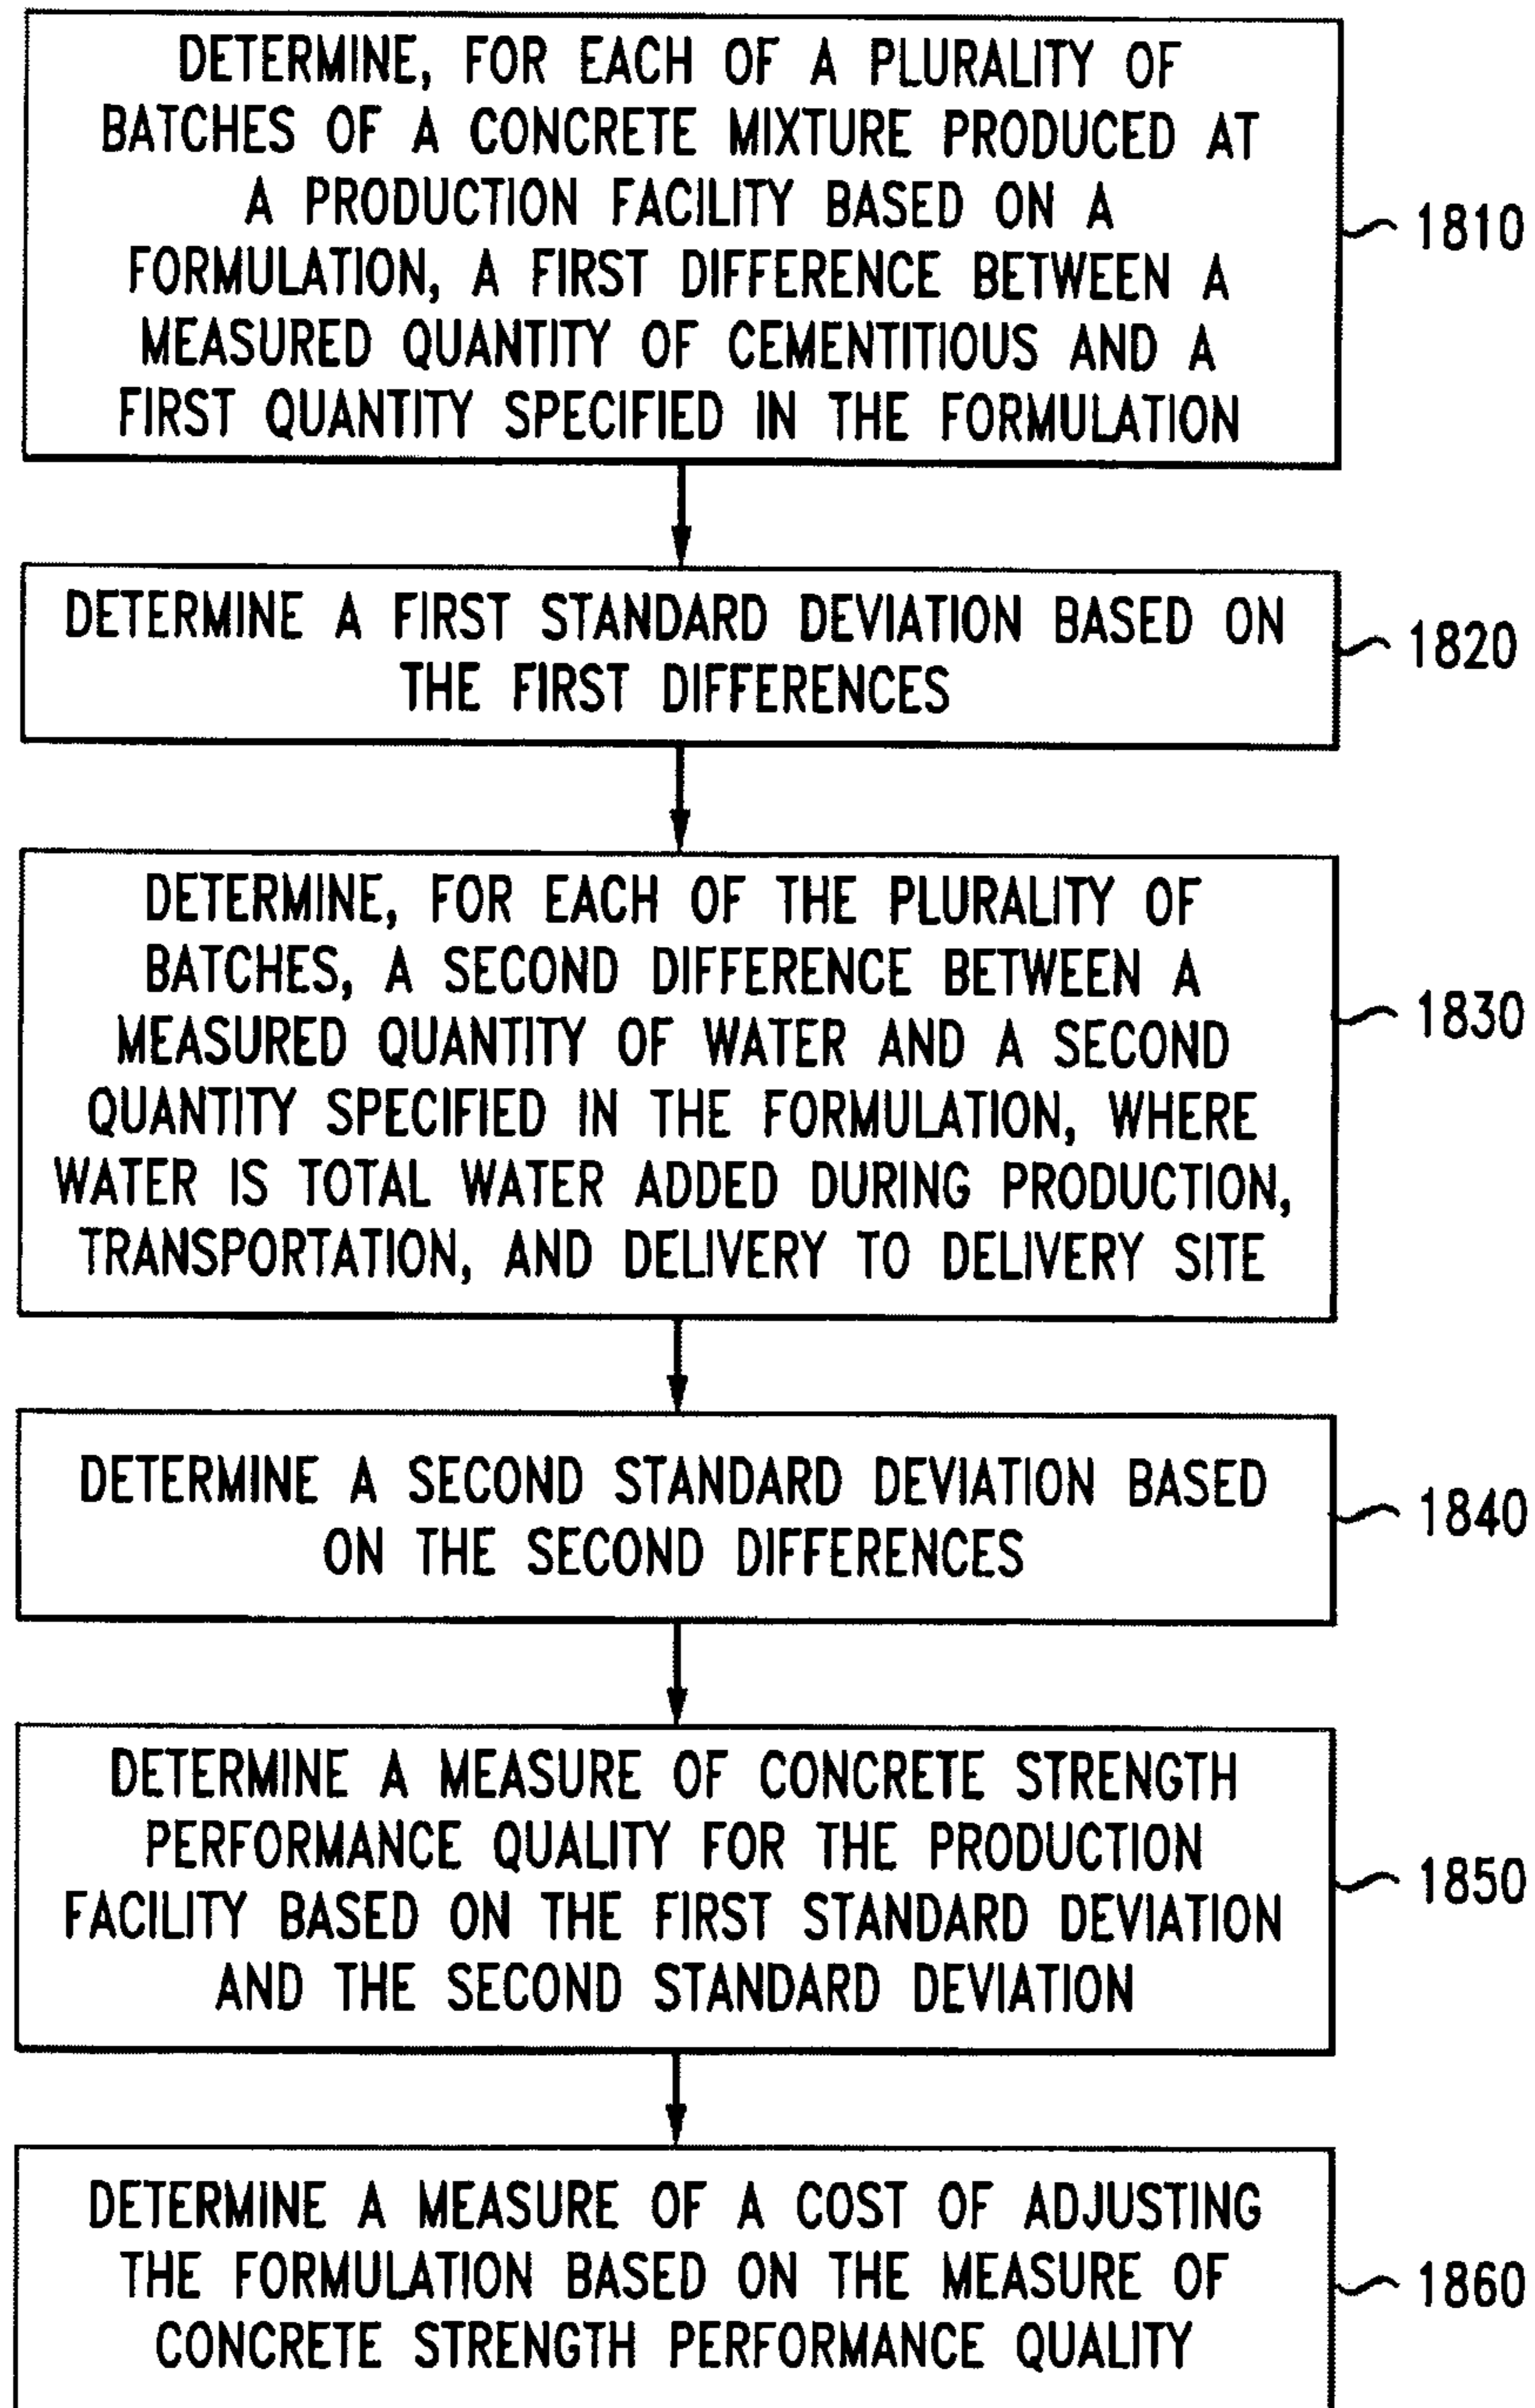 DETERMINE, FOR EACH OF A PLURALITY OF
BATCHES OF A CONCRETE MIXTURE PRODUCED AT
A PRODUCTION FACILITY BASED ON A
FORMULATION, A FIRST DIFFERENCE BETWEEN A
MEASURED QUANTITY OF CEMENTITIOUS AND A
FIRST QUANTITY SPECIFIED IN THE FORMULATION
1810
DETERMINE A FIRST STANDARD DEVIATION BASED ON
THE FIRST DIFFERENCES
1820
DETERMINE, FOR EACH OF THE PLURALITY OF
BATCHES, A SECOND DIFFERENCE BETWEEN A
MEASURED QUANTITY OF WATER AND A SECOND
QUANTITY SPECIFIED IN THE FORMULATION, WHERE
WATER IS TOTAL WATER ADDED DURING PRODUCTION,
TRANSPORTATION, AND DELIVERY TO DELIVERY SITE
1830
DETERMINE A SECOND STANDARD DEVIATION BASED
ON THE SECOND DIFFERENCES
1840
DETERMINE A MEASURE OF CONCRETE STRENGTH
PERFORMANCE QUALITY FOR THE PRODUCTION
FACILITY BASED ON THE FIRST STANDARD DEVIATION
AND THE SECOND STANDARD DEVIATION
1850
DETERMINE A MEASURE OF A COST OF ADJUSTING
THE FORMULATION BASED ON THE MEASURE OF
CONCRETE STRENGTH PERFORMANCE QUALITY
1860